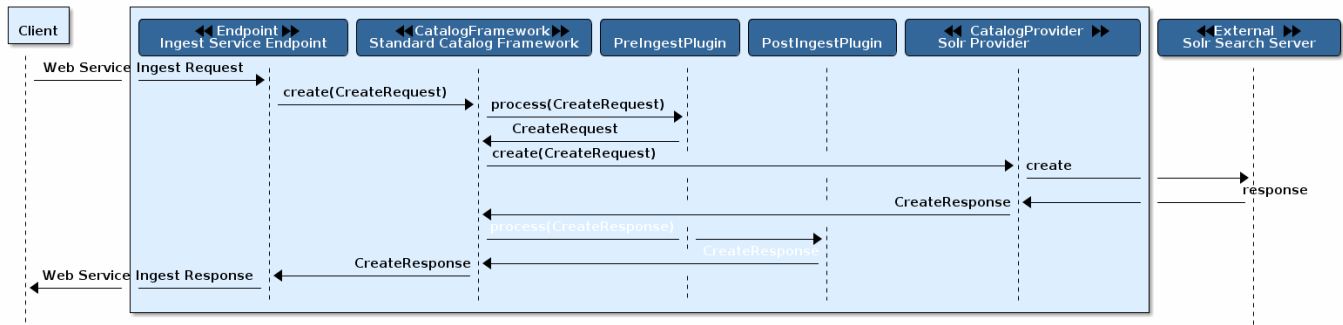 Client
Endpoint
Ingest Service Endpoint
CatalogFramework
Standard Catalog Framework
PreIngestPlugin
PostIngestPlugin
CatalogProvider
Solr Provider
External
Solr Search Server
Web Service Ingest Request
create(CreateRequest)
process(CreateRequest)
CreateRequest
create(CreateRequest)
create
response
CreateResponse
process(CreateResponse)
CreateResponse
CreateResponse
Web Service Ingest Response